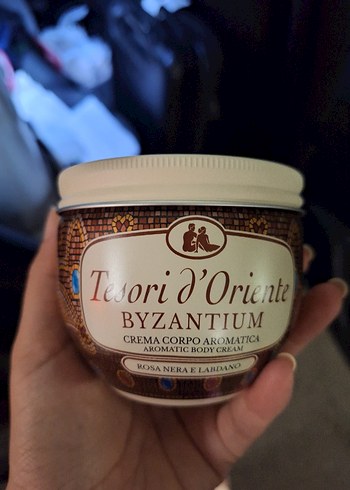 Tesori d'Oriente
BYZANTIUM
CREMA CORPO AROMATICA
AROMATIC BODY CREAM
ROSA NERA E LABDANO